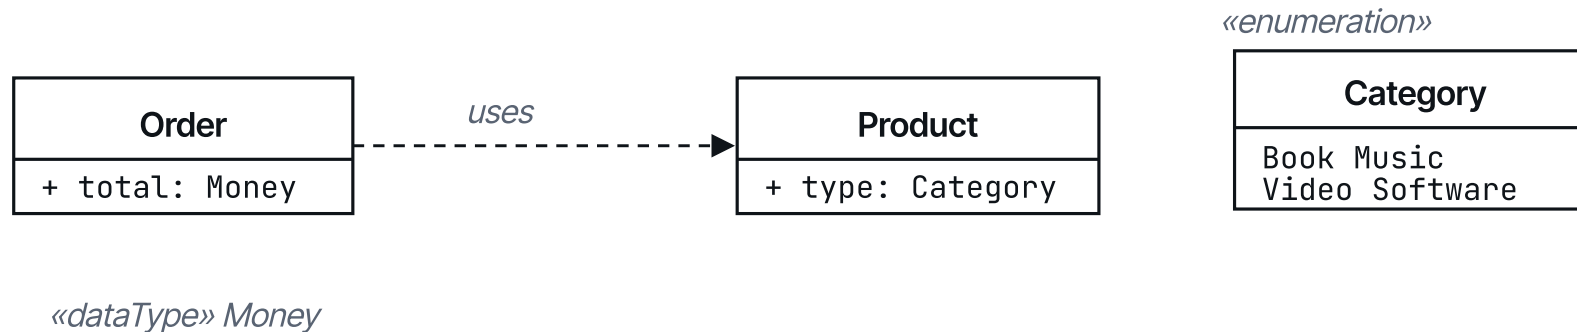 «enumeration»
Order
uses
Product
Category
+ total: Money
+ type: Category
Book Music
Video Software
«dataType» Money